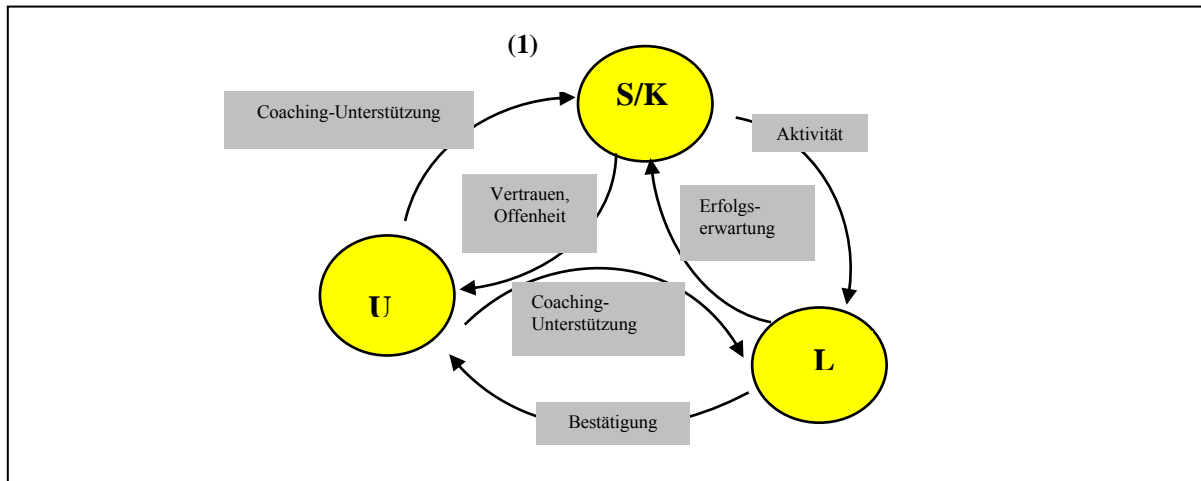 (1)
S/K
Coaching-Unterstützung
Aktivität
Vertrauen,
Offenheit
Erfolgs-
erwartung
U
Coaching-
Unterstützung
L
Bestätigung